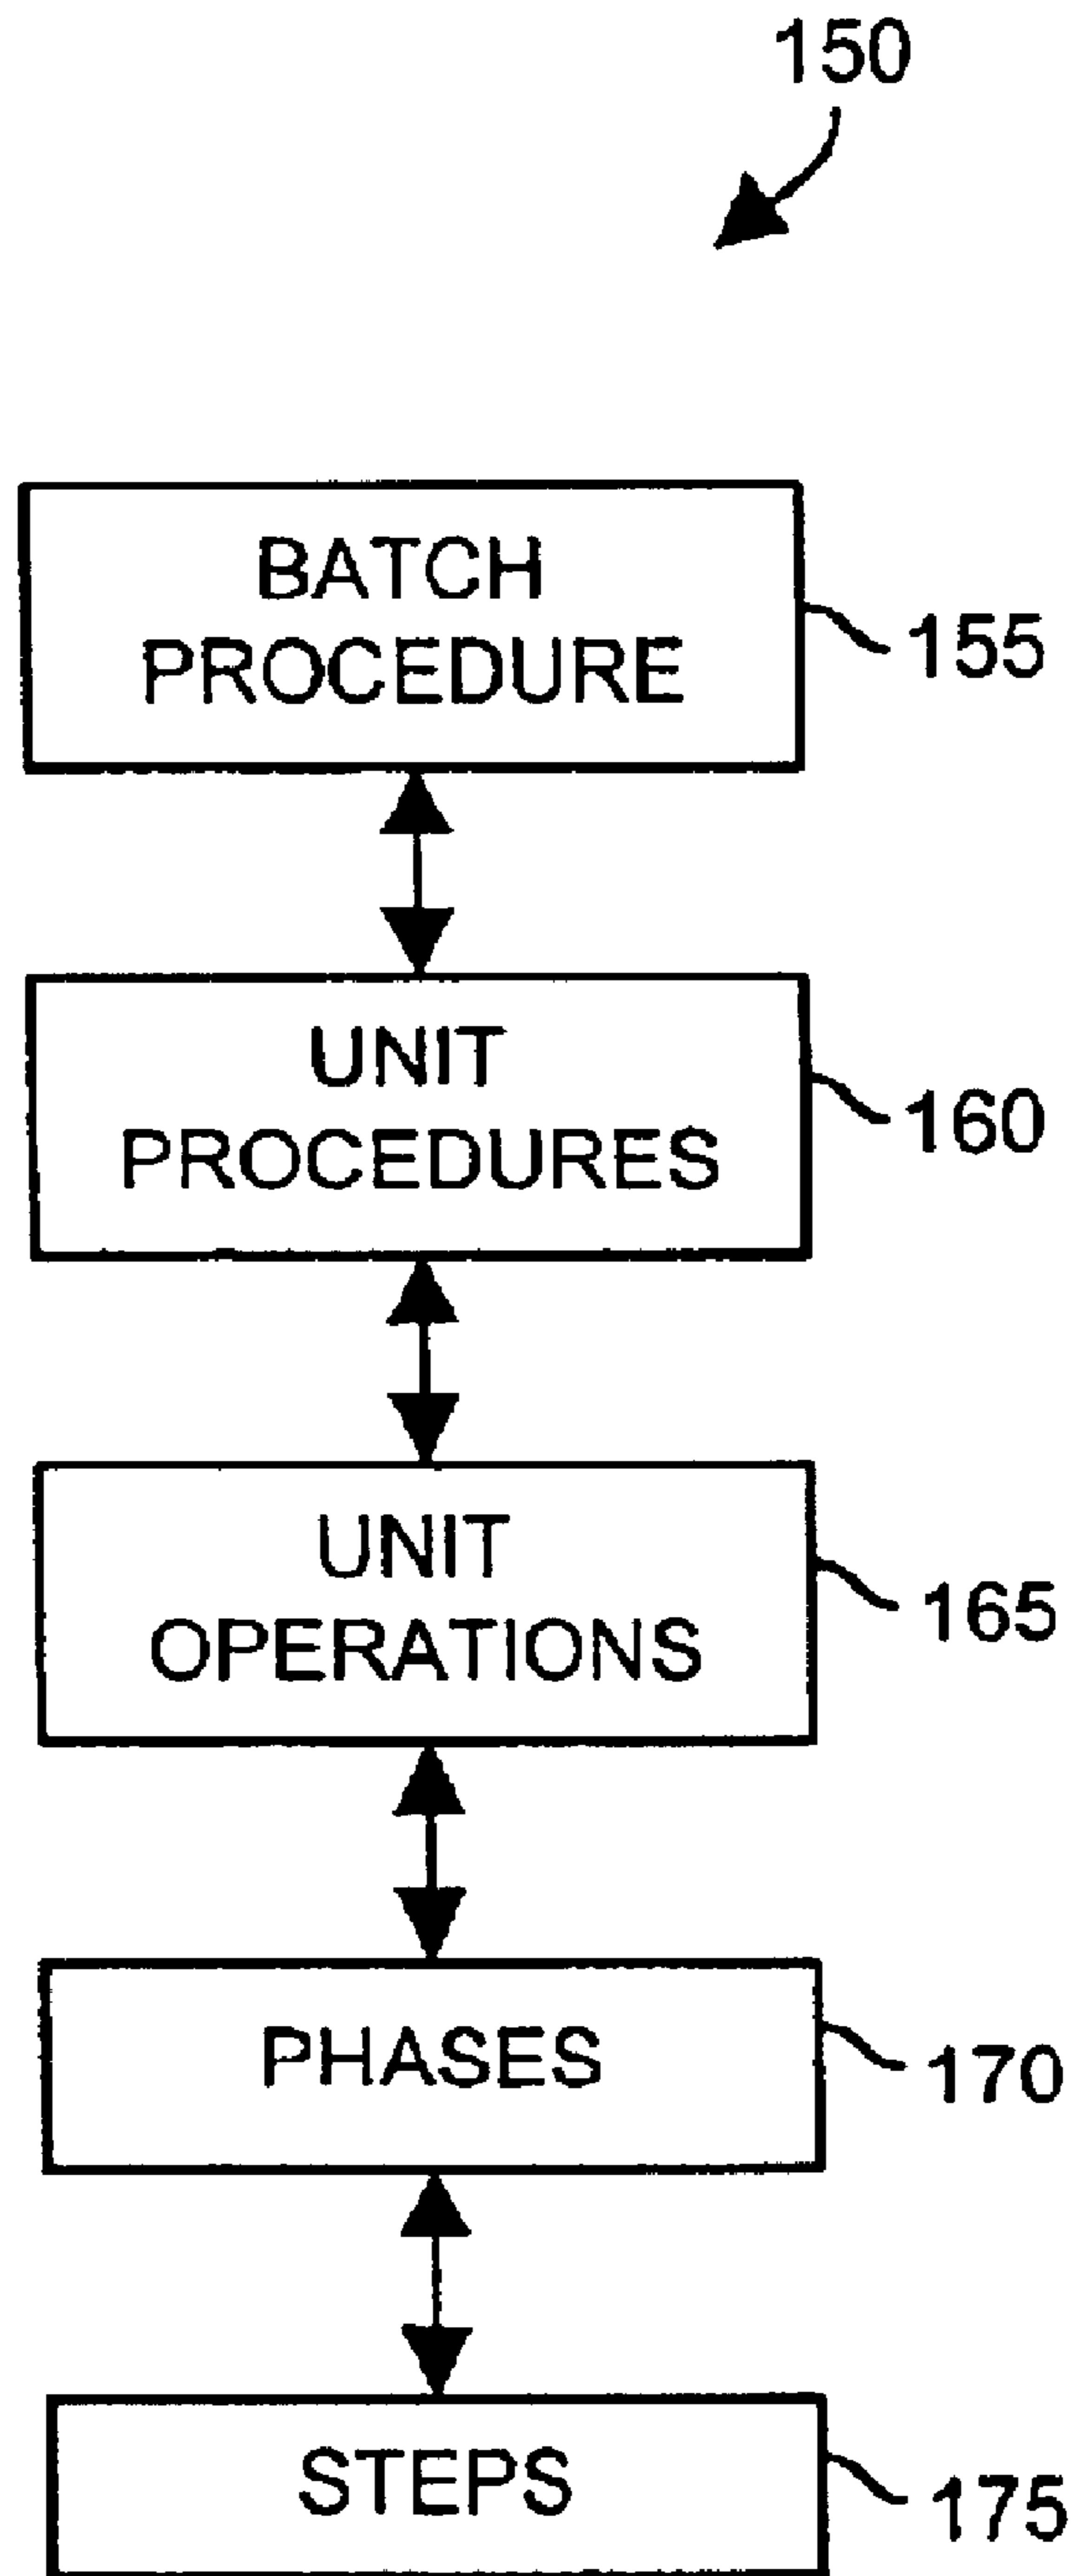 150
BATCH
PROCEDURE
155
UNIT
PROCEDURES
160
UNIT
OPERATIONS
165
PHASES
170
STEPS
175